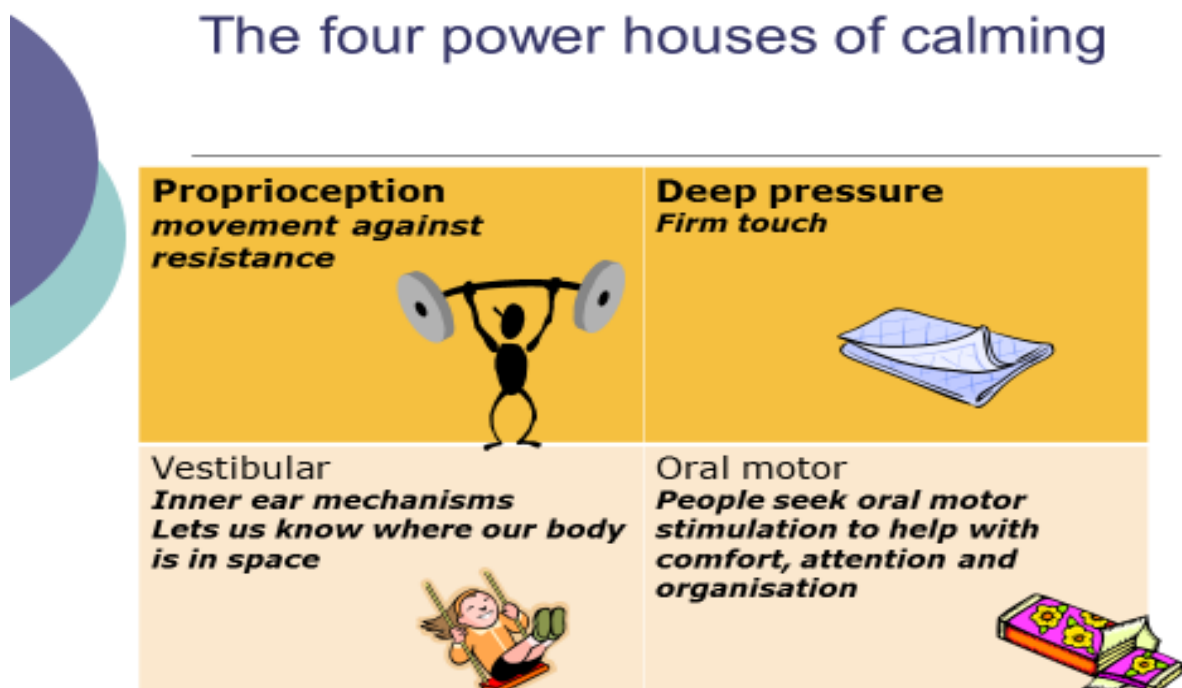 The four power houses of calming
Proprioception
movement against
resistance
Deep pressure
Firm touch
Vestibular
Inner ear mechanisms
Lets us know where our body
is in space
Oral motor
People seek oral motor
stimulation to help with
comfort, attention and
organisation